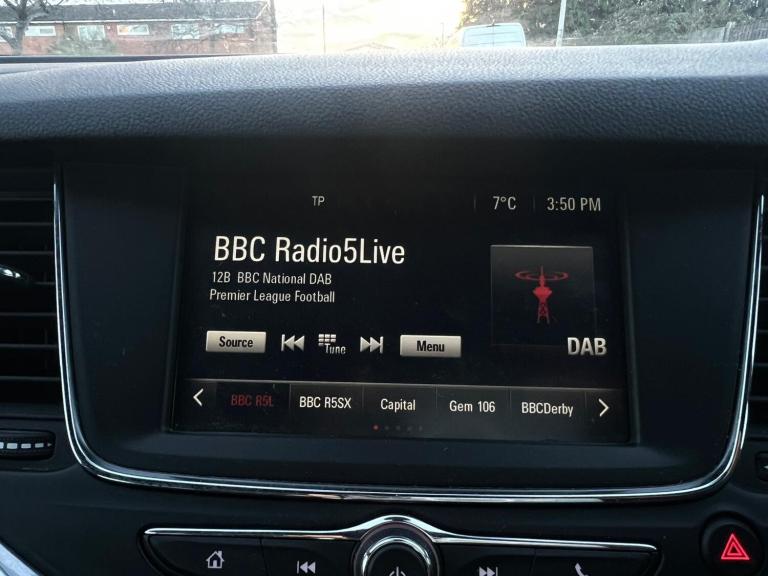 TP
7°C
3:50 PM
BBC Radio5Live
12B BBC National DAB
Premier League Football
Source
Tune
Menu
DAB
BBC R5L
BBC R5SX
Capital
Gem 106
BBCDerby